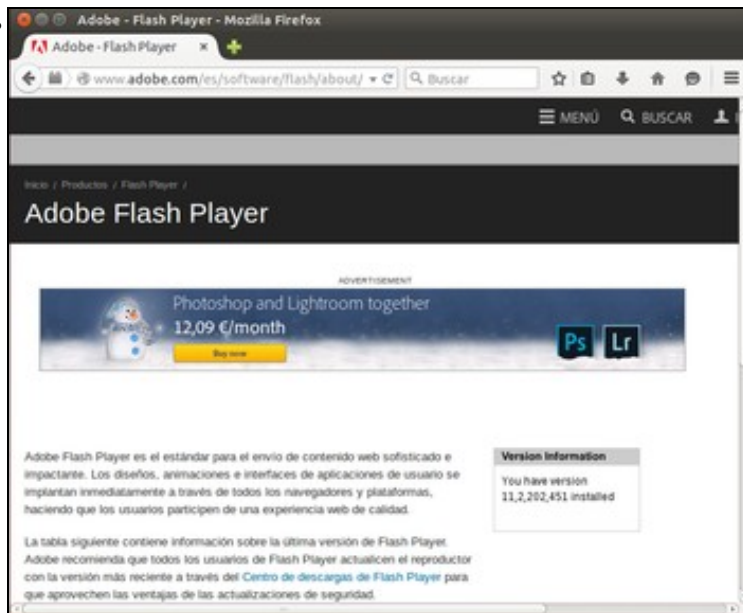 Adobe - Flash Player - Mozilla Firefox
Adobe - Flash Player
www.adobe.com/es/software/flash/about/
Buscar
MENÚ BUSCAR
Inicio / Productos / Flash Player /
Adobe Flash Player
ADVERTISEMENT
Photoshop and Lightroom together
12,09 €/month
Buy now
Ps Lr
Adobe Flash Player es el estándar para el envío de contenido web sofisticado e
impactante. Los diseños, animaciones e interfaces de aplicaciones de usuario se
implantan inmediatamente a través de todos los navegadores y plataformas,
haciendo que los usuarios participen de una experiencia web de calidad.
La tabla siguiente contiene información sobre la última versión de Flash Player.
Adobe recomienda que todos los usuarios de Flash Player actualicen el reproductor
con la versión más reciente a través del Centro de descargas de Flash Player para
que aprovechen las ventajas de las actualizaciones de seguridad.
Version Information
You have version
11,2,202,451 installed